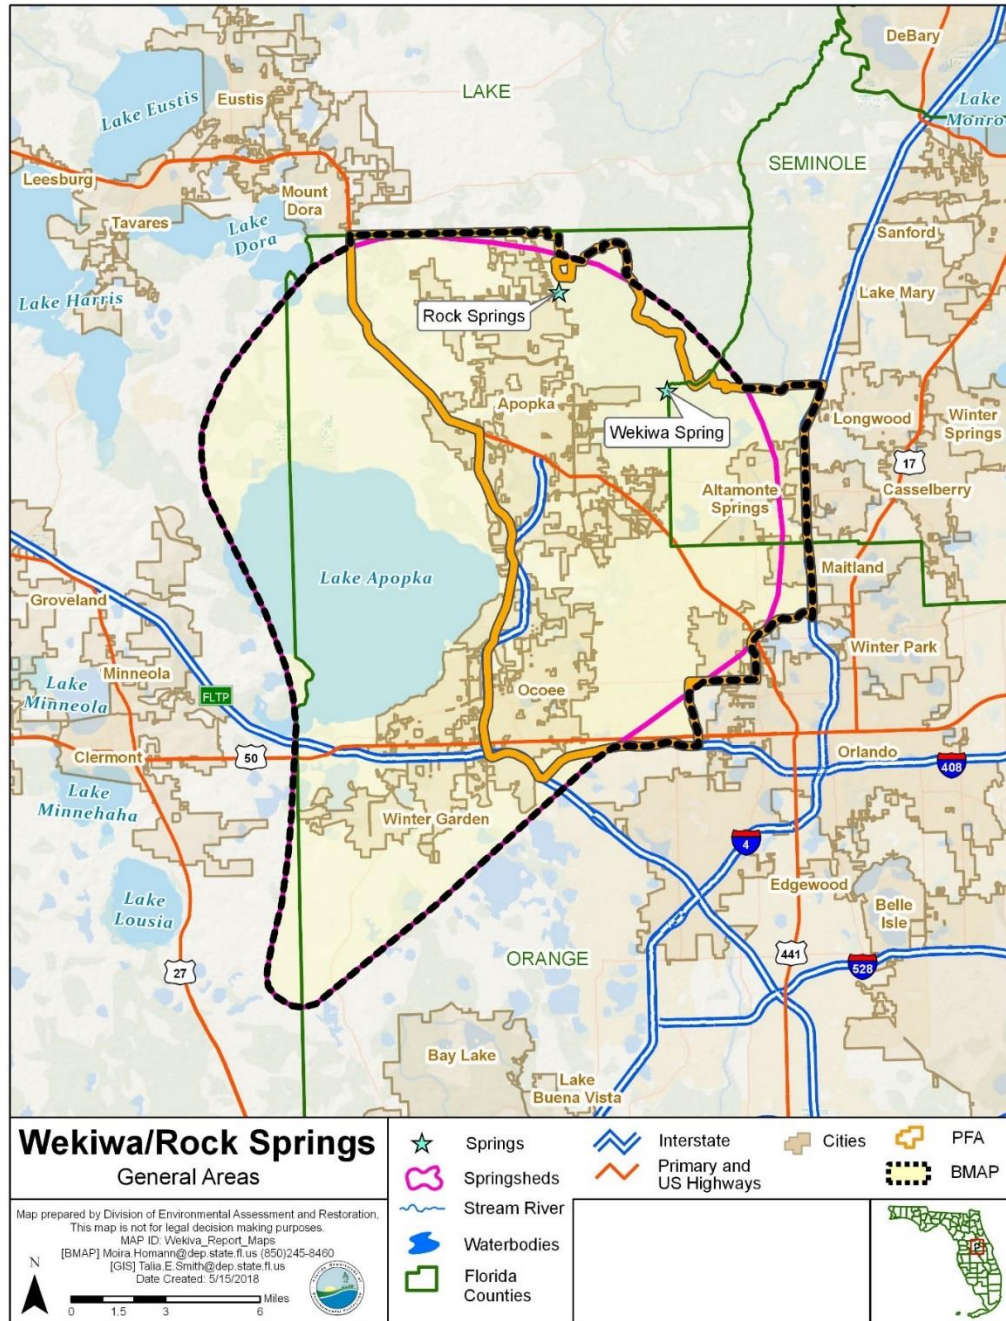 DeBary
LAKE
Lake Eustis
Eustis
Lake
Monro
SEMINOLE
Leesburg
Mount
Dora
Tavares
Lake
Dora
Sanford
Lake Harris
Lake Mary
Rock Springs
Apopka
Longwood
Winter
Springs
Wekiwa Spring
17
Altamonte
Springs
Casselberry
Lake Apopka
Maitland
Groveland
Minneola
Winter Park
Lake
Minneola
FLTP
Ocoee
Clermont
50
Orlando
408
Lake
Minnehaha
Winter Garden
4
Edgewood
Belle
Isle
Lake
Lousia
ORANGE
441
528
27
Bay Lake
Lake
Buena Vista
Wekiwa/Rock Springs
General Areas
Map prepared by Division of Environmental Assessment and Restoration,
This map is not for legal decision making purposes.
MAP ID: Wekiva_Report_Maps
[BMAP] Moira.Homann@dep.state.fl.us (850)245-8460
[GIS] Talia.E.Smith@dep.state.fl.us
Date Created: 5/15/2018
N
Miles
0 1.5 3 6
Springs
Springsheds
Stream River
Waterbodies
Florida
Counties
Interstate
Primary and
US Highways
Cities
PFA
BMAP